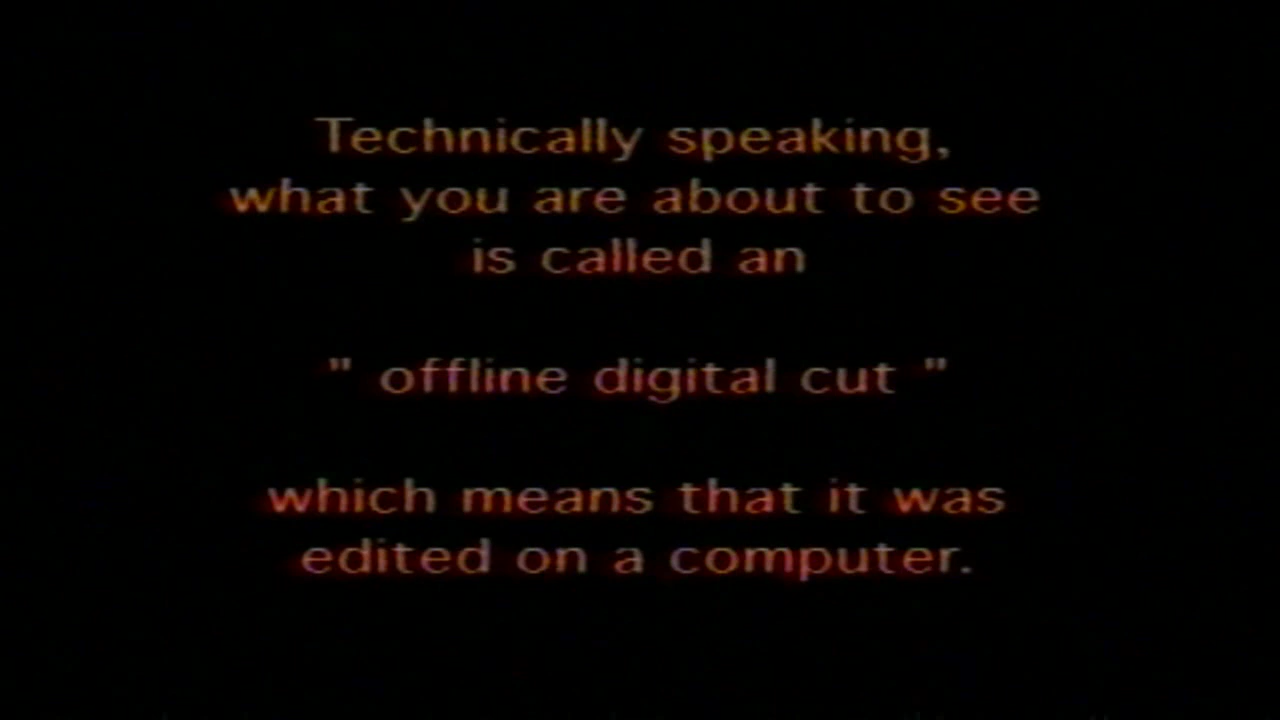 Technically speaking,
what you are about to see
is called an
" offline digital cut "
which means that it was
edited on a computer.